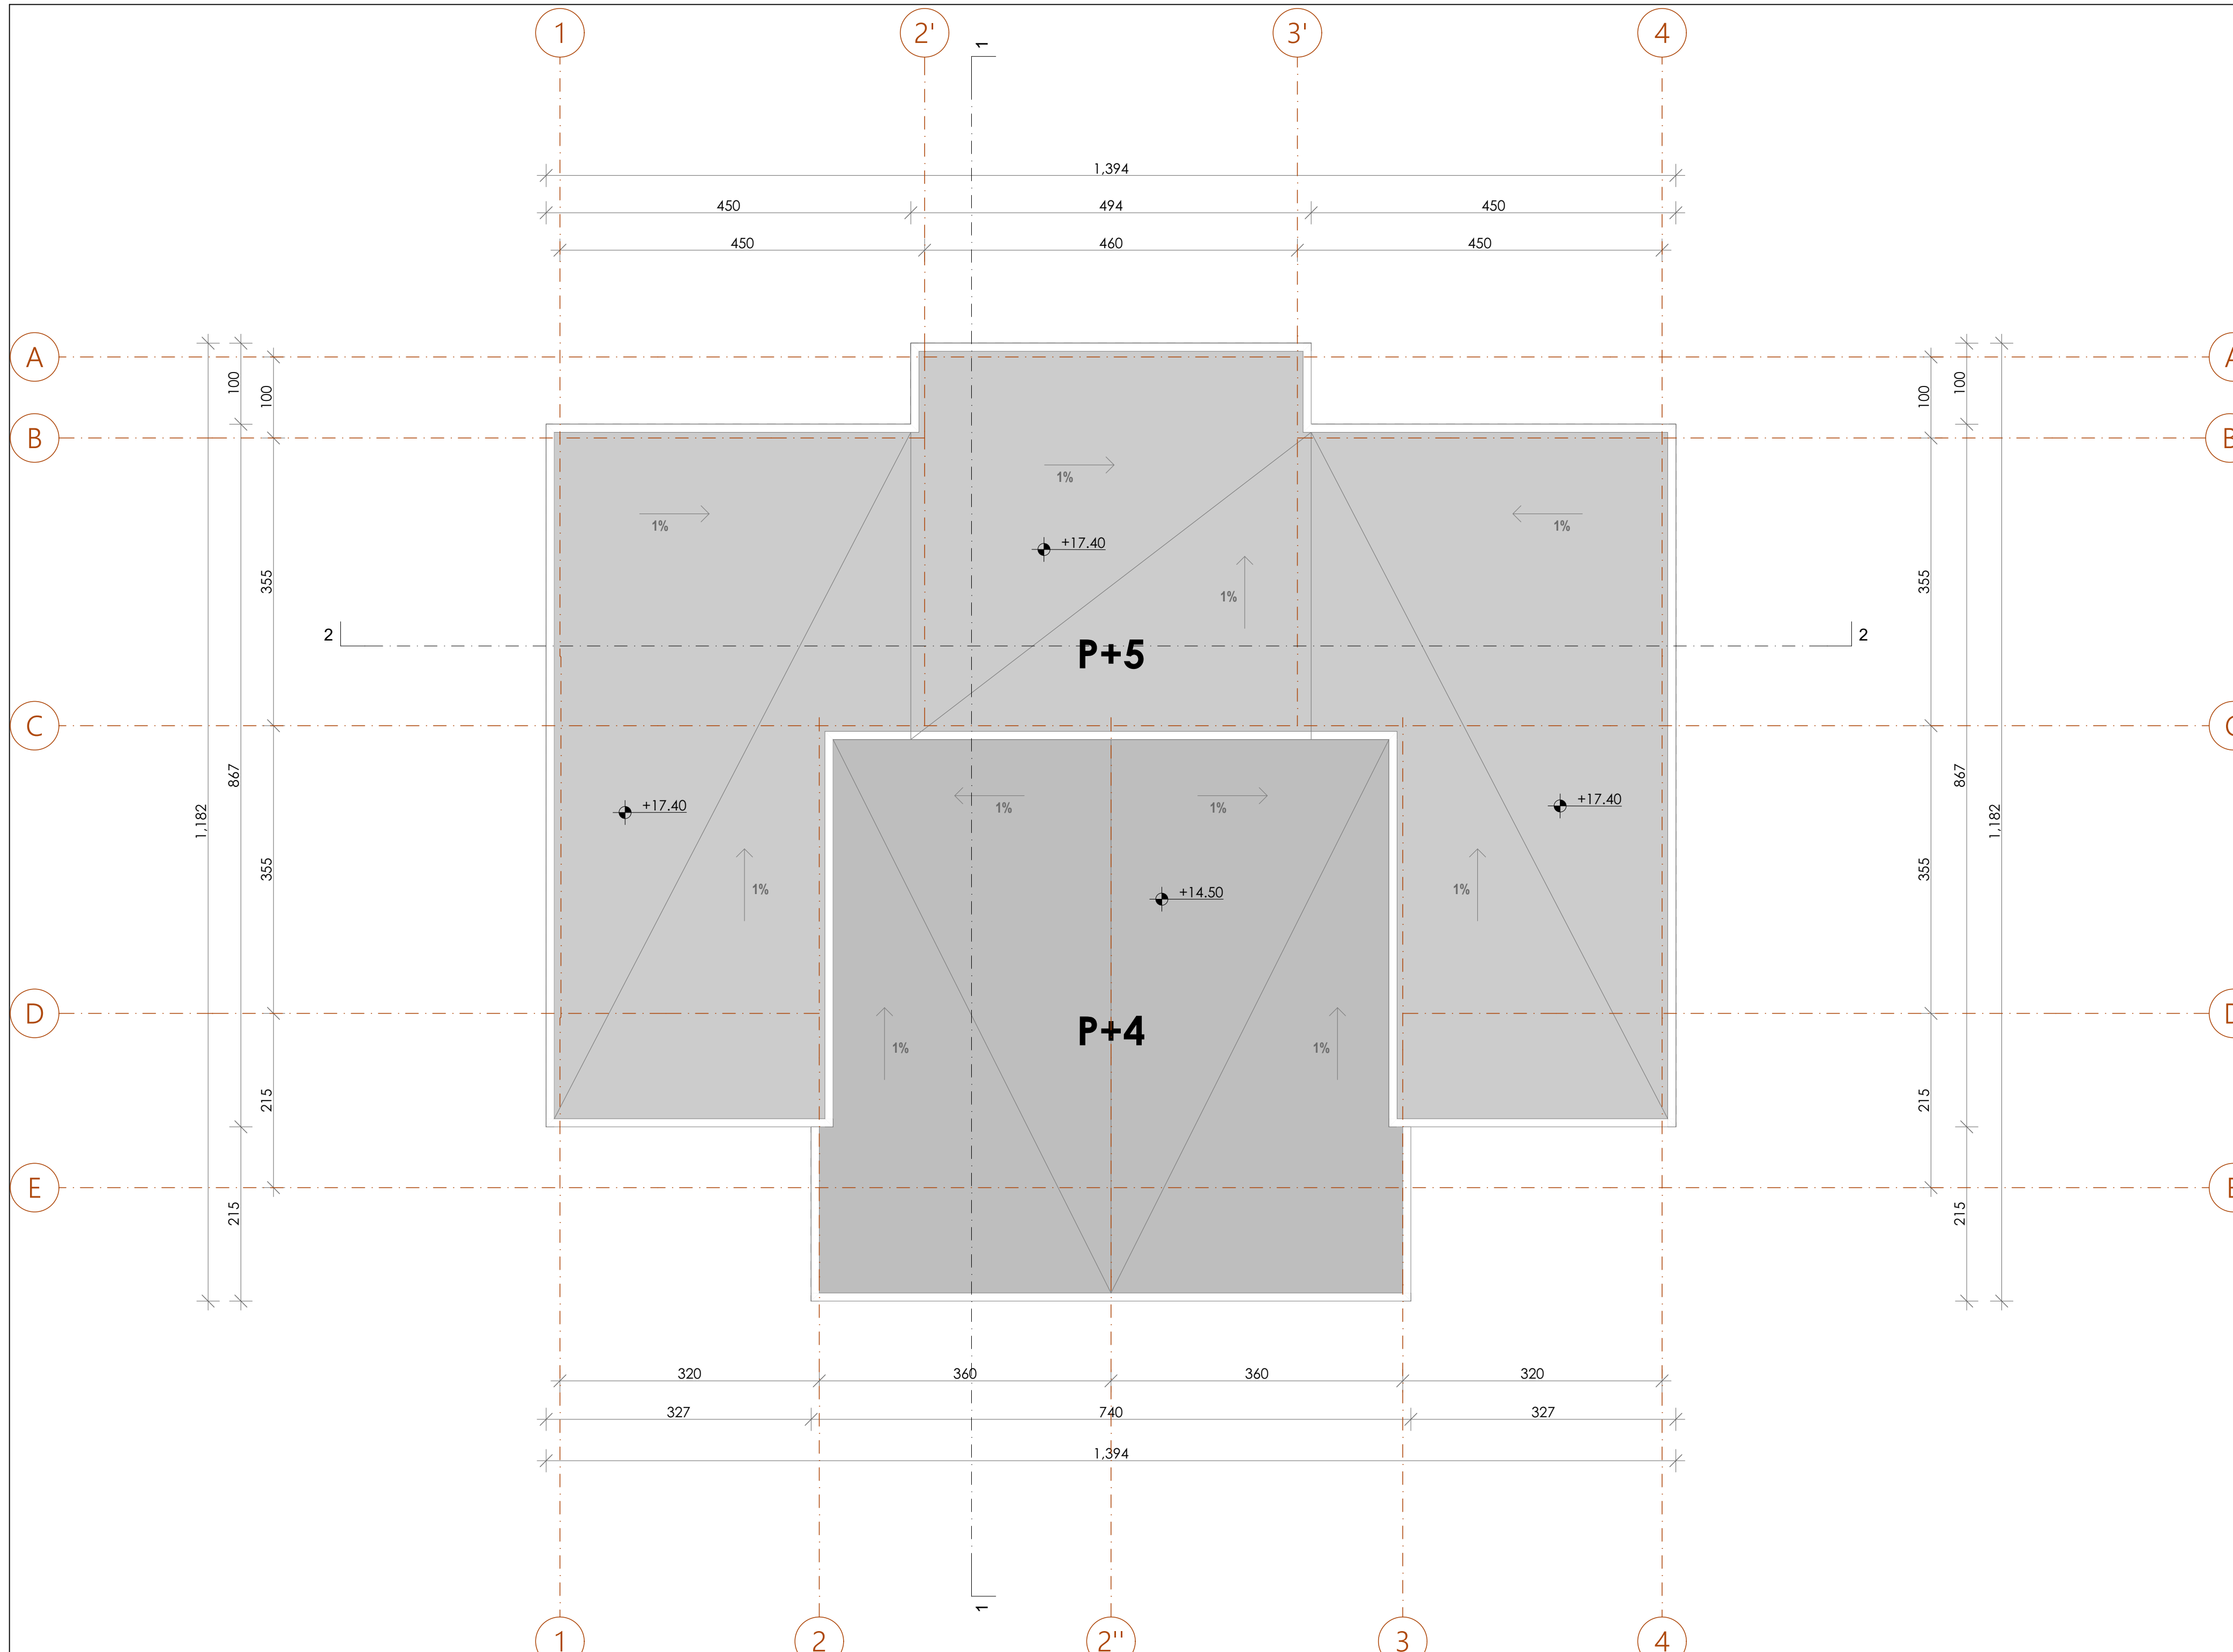 1 2' 3' 4
1
1,394
450 494 450
450 460 450
A A
100 100 100 100
B B
1% 1% 1%
+17.40
355 1% 355
2 P+5 2
C C
867 1% 1% 867
1,182 +17.40 +17.40 1,182
355 1% +14.50 1% 355
D D
1% P+4 1%
215 215
E E
215 215
320 360 360 320
327 740 327
1,394
1
1 2 2'' 3 4